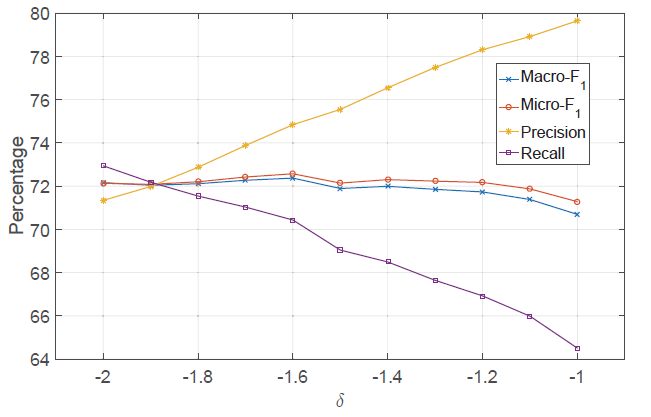 80
78
76
74
72
70
68
66
64
Percentage
Macro-F1
Micro-F1
Precision
Recall
-2 -1.8 -1.6 -1.4 -1.2 -1
δ